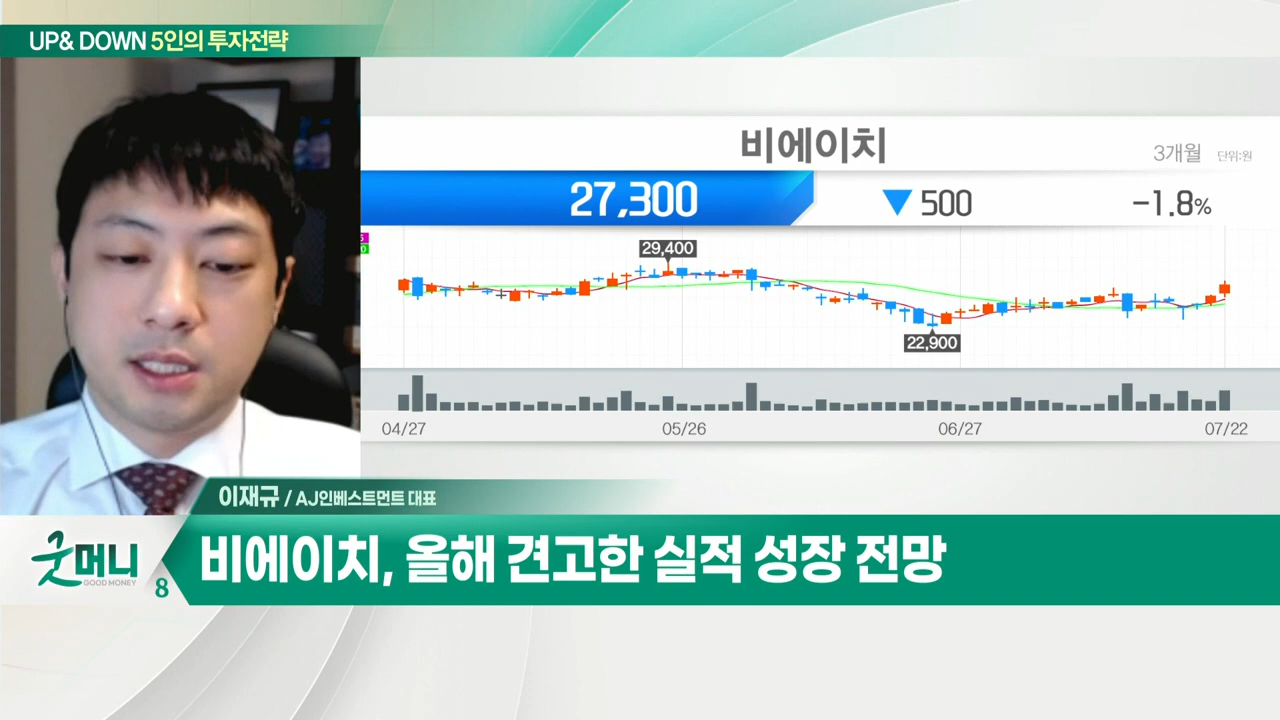 UP& DOWN 5인의 투자전략
비에이치
3개월 단위:원
27,300 ▼ 500 -1.8%
29,400
22,900
04/27 05/26 06/27 07/22
이재규 / AJ인베스트먼트 대표
굿머니
GOOD MONEY
8
비에이치, 올해 견고한 실적 성장 전망